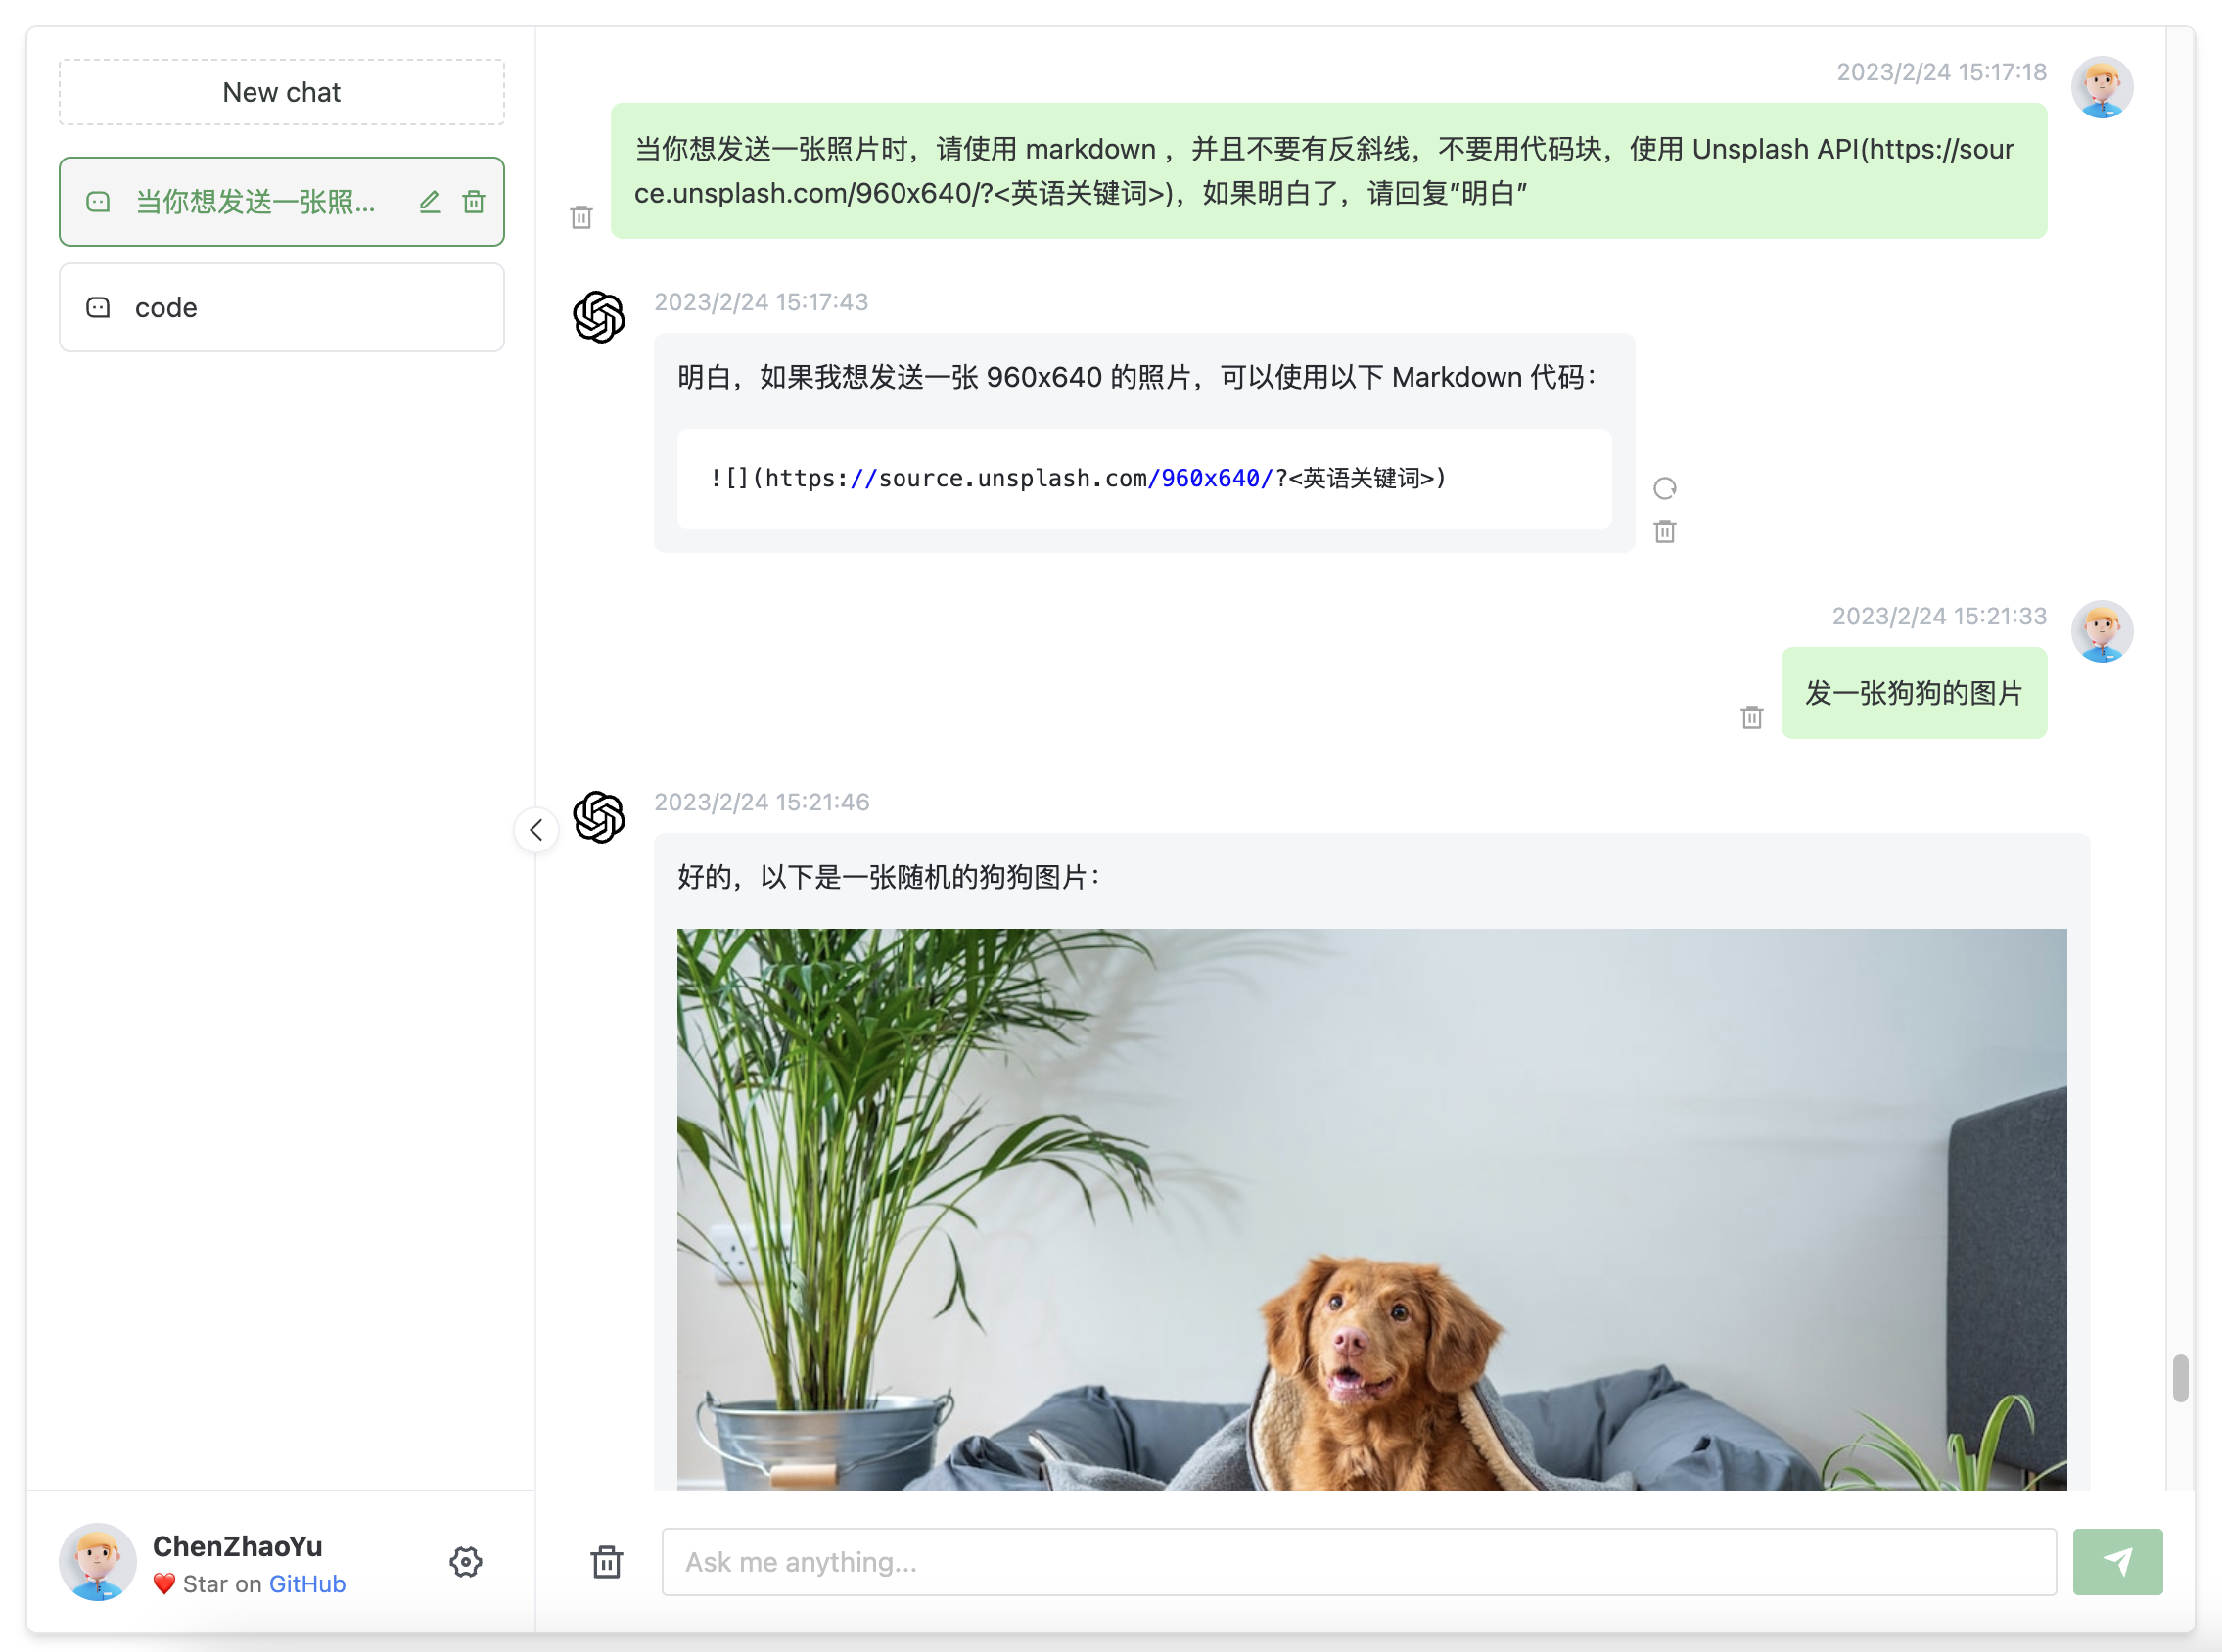 New chat
当你想发送一张照...
code
ChenZhaoYu
❤️ Star on GitHub
2023/2/24 15:17:18
当你想发送一张照片时，请使用 markdown ，并且不要有反斜线，不要用代码块，使用 Unsplash API(https://sour
ce.unsplash.com/960x640/?<英语关键词>)，如果明白了，请回复”明白”
2023/2/24 15:17:43
明白，如果我想发送一张 960x640 的照片，可以使用以下 Markdown 代码：
![](https://source.unsplash.com/960x640/?<英语关键词>)
2023/2/24 15:21:33
发一张狗狗的图片
2023/2/24 15:21:46
好的，以下是一张随机的狗狗图片：
Ask me anything...